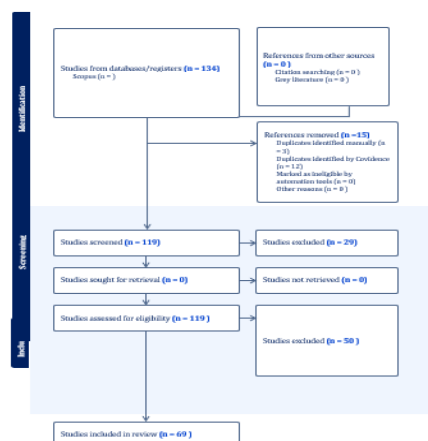 Identification
Studies from databases/registers (n = 134)
Scopus (n = )
References from other sources
(n = 0 )
Citation searching (n = 0 )
Grey literature (n = 0 )
References removed (n =15)
Duplicates identified manually (n
= 3)
Duplicates identified by Covidence
(n = 12)
Marked as ineligible by
automation tools (n = 0)
Other reasons (n = 0 )
Screening
Studies screened (n = 119)
Studies excluded (n = 29)
Studies sought for retrieval (n = 0)
Studies not retrieved (n = 0)
Studies assessed for eligibility (n = 119 )
Studies excluded (n = 50 )
Inclu
Studies included in review (n = 69 )